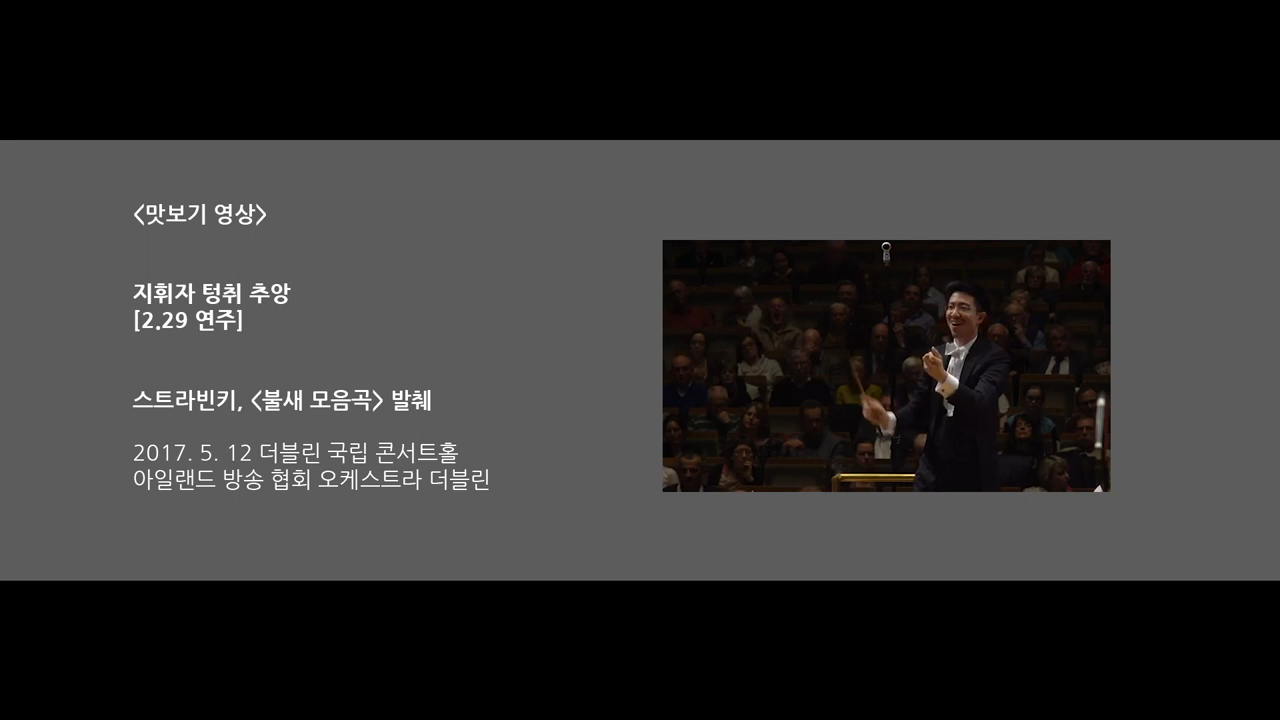 <맛보기 영상>
지휘자 텅취 추앙
[2.29 연주]
스트라빈키, <불새 모음곡> 발췌
2017. 5. 12 더블린 국립 콘서트홀
아일랜드 방송 협회 오케스트라 더블린